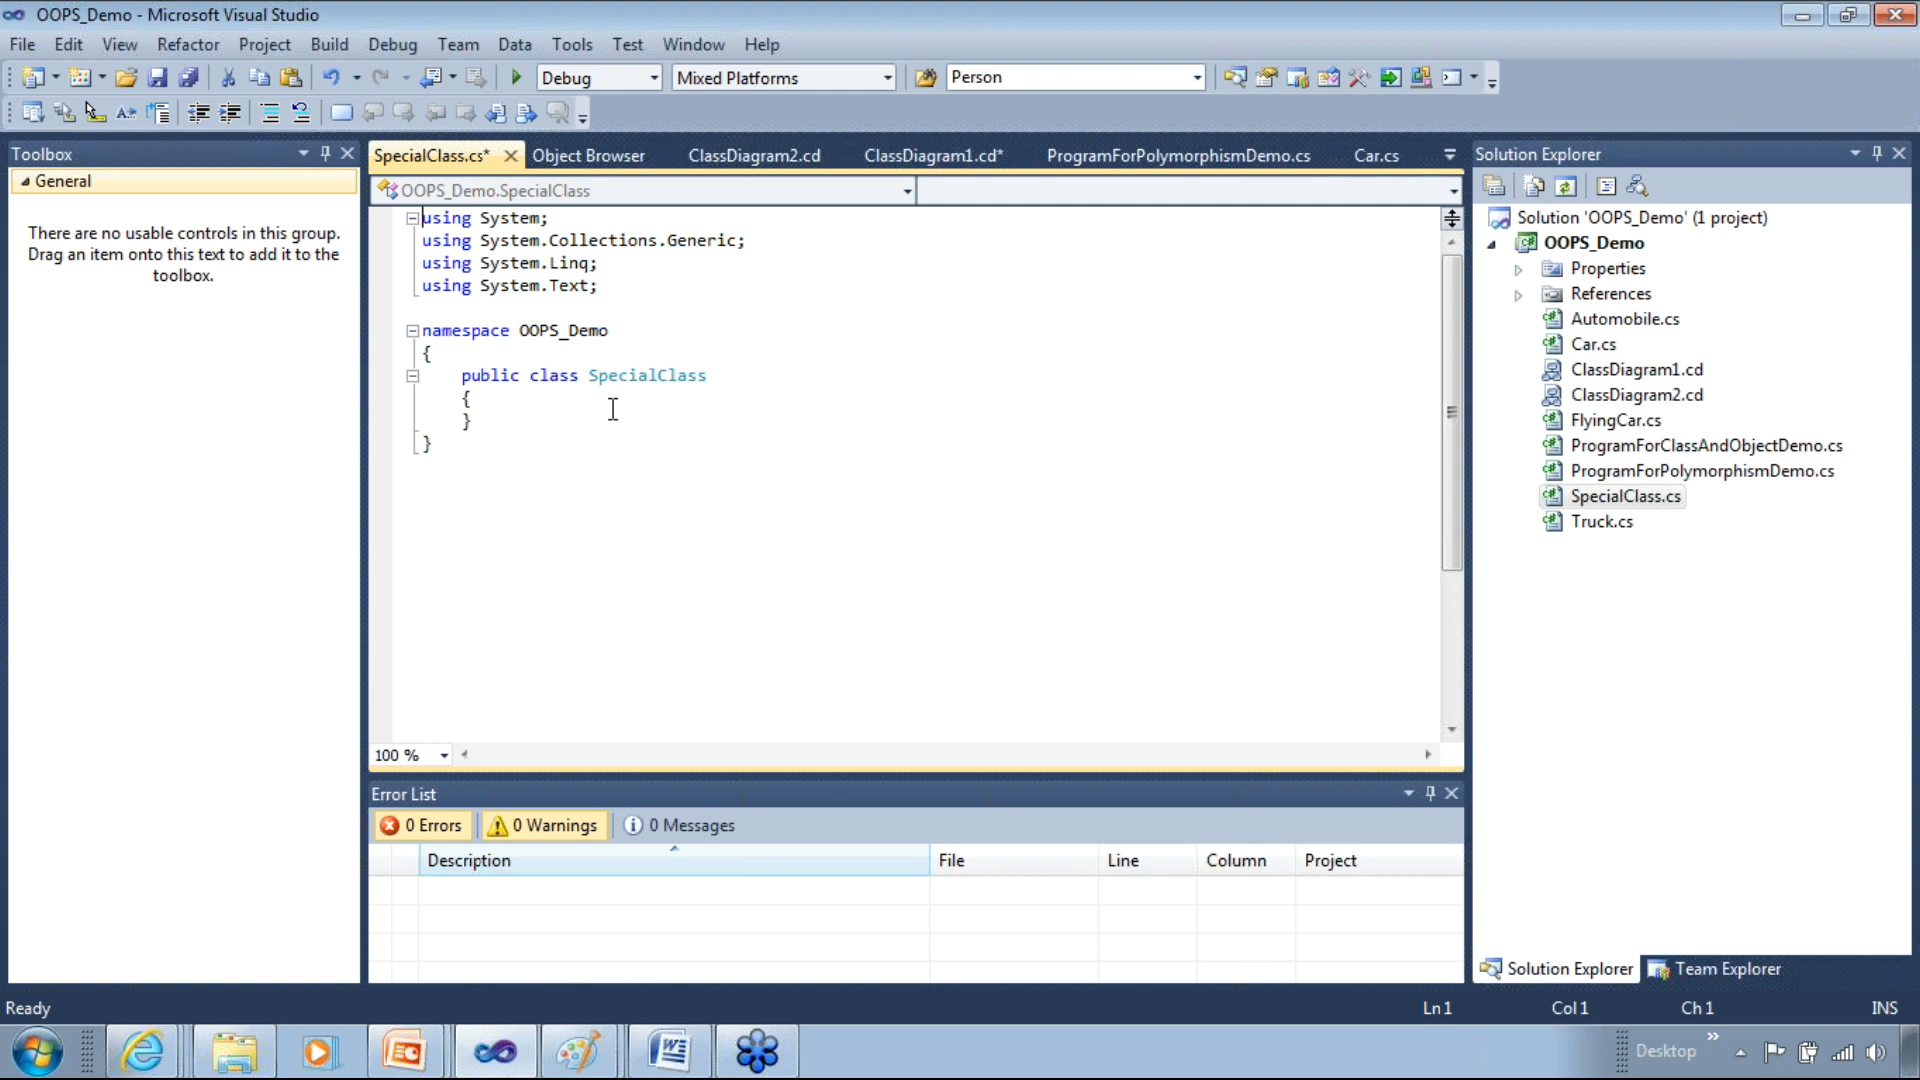 OOPS_Demo - Microsoft Visual Studio
File Edit View Refactor Project Build Debug Team Data Tools Test Window Help
Debug Mixed Platforms Person
Toolbox
General
There are no usable controls in this group.
Drag an item onto this text to add it to the
toolbox.
SpecialClass.cs* Object Browser ClassDiagram2.cd ClassDiagram1.cd* ProgramForPolymorphismDemo.cs Car.cs
OOPS_Demo.SpecialClass
using System;
using System.Collections.Generic;
using System.Linq;
using System.Text;
namespace OOPS_Demo
{
public class SpecialClass
{
}
}
100 %
Error List
0 Errors 0 Warnings 0 Messages
Description File Line Column Project
Solution Explorer
Solution 'OOPS_Demo' (1 project)
OOPS_Demo
Properties
References
Automobile.cs
Car.cs
ClassDiagram1.cd
ClassDiagram2.cd
FlyingCar.cs
ProgramForClassAndObjectDemo.cs
ProgramForPolymorphismDemo.cs
SpecialClass.cs
Truck.cs
Solution Explorer Team Explorer
Ready Ln 1 Col 1 Ch 1 INS
Desktop